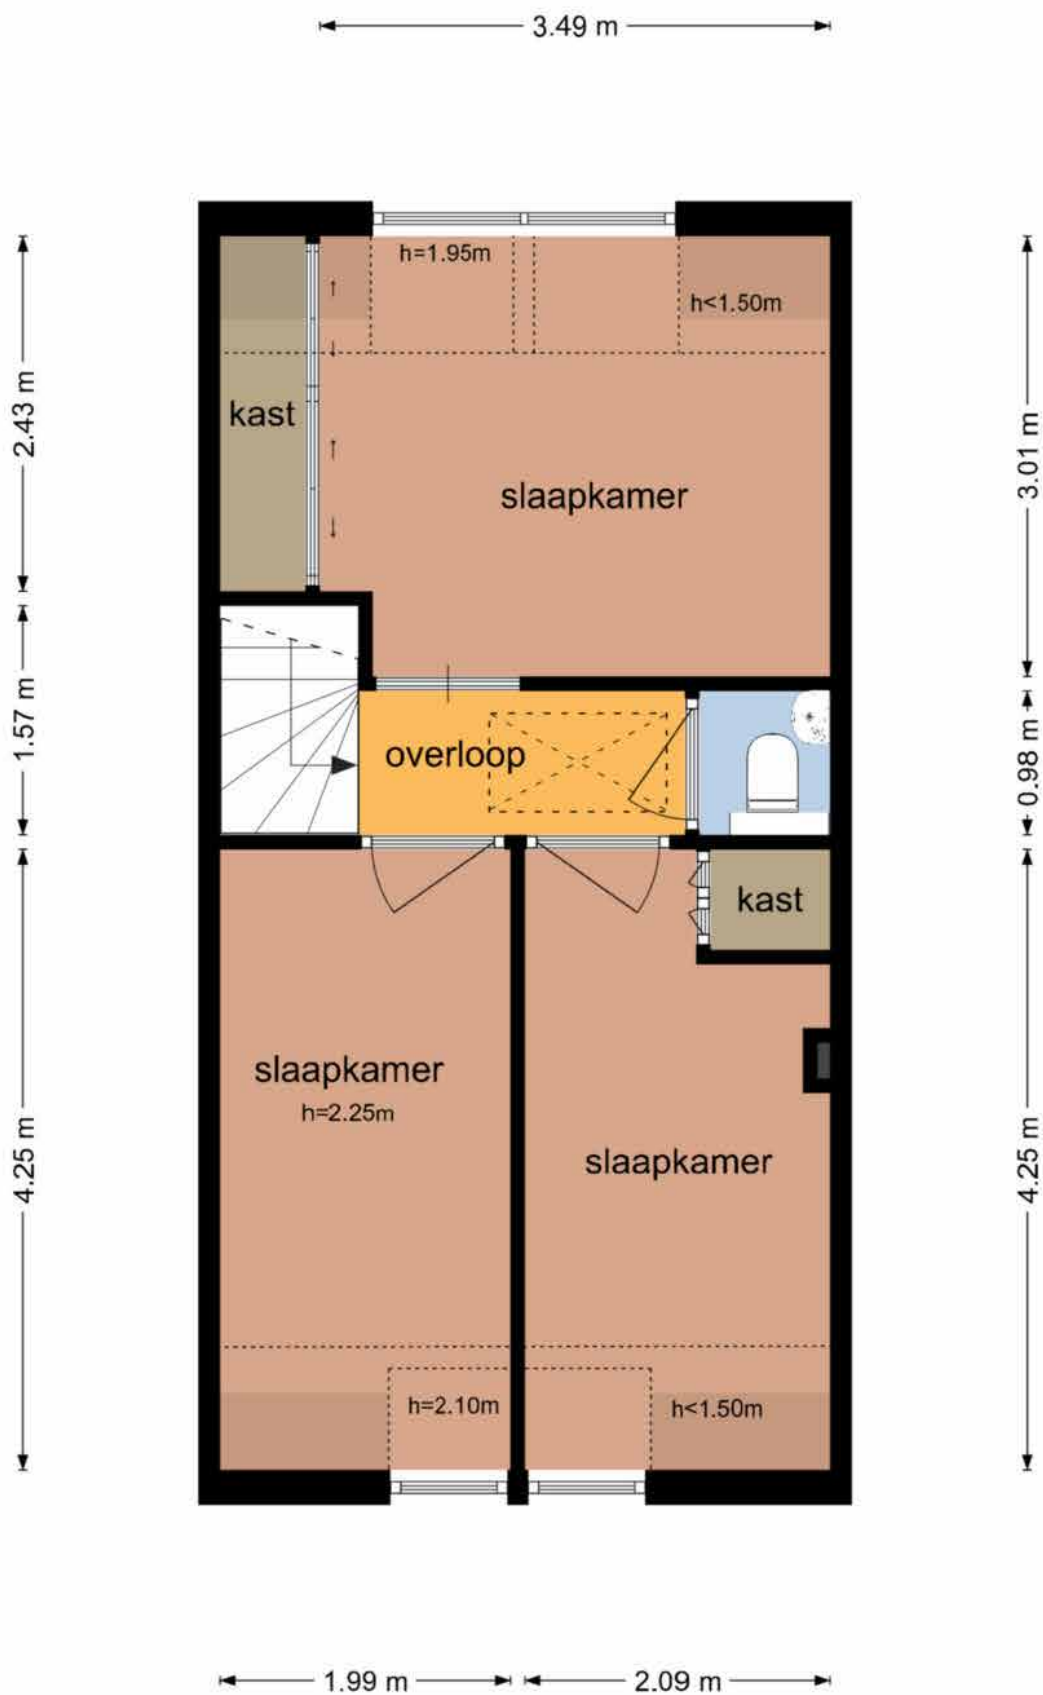 3.49 m
h=1.95m
h<1.50m
2.43 m
kast
3.01 m
slaapkamer
1.57 m
overloop
0.98 m
kast
slaapkamer
h=2.25m
4.25 m
slaapkamer
4.25 m
h=2.10m
h<1.50m
1.99 m
2.09 m